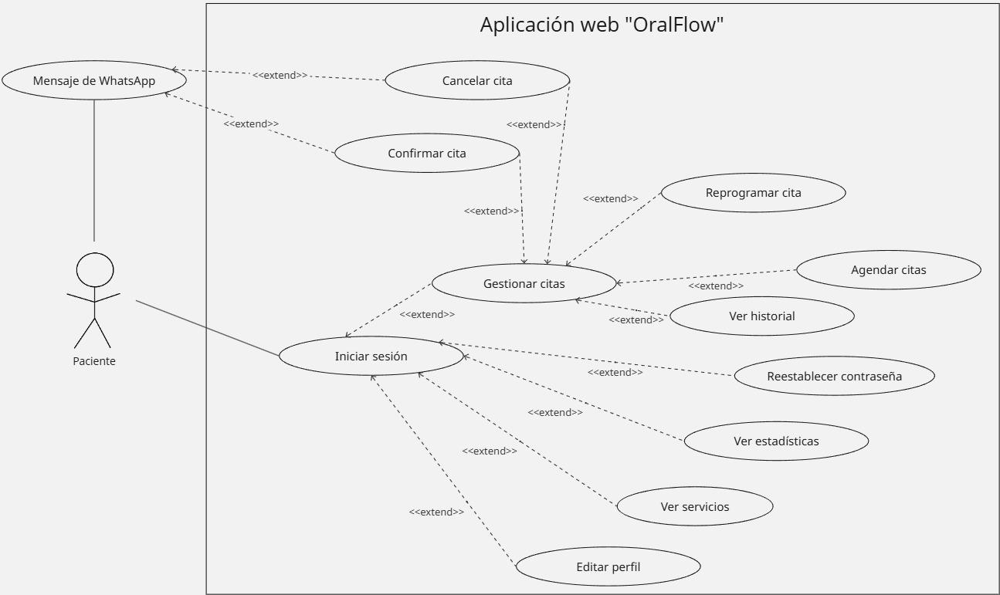 Aplicación web "OralFlow"
Mensaje de WhatsApp
<<extend>>
Cancelar cita
<<extend>>
<<extend>>
Confirmar cita
Reprogramar cita
<<extend>>
<<extend>>
Agendar citas
Gestionar citas
<<extend>>
<<extend>>
Ver historial
<<extend>>
Iniciar sesión
Paciente
<<extend>>
Reestablecer contraseña
<<extend>>
Ver estadísticas
<<extend>>
Ver servicios
<<extend>>
Editar perfil